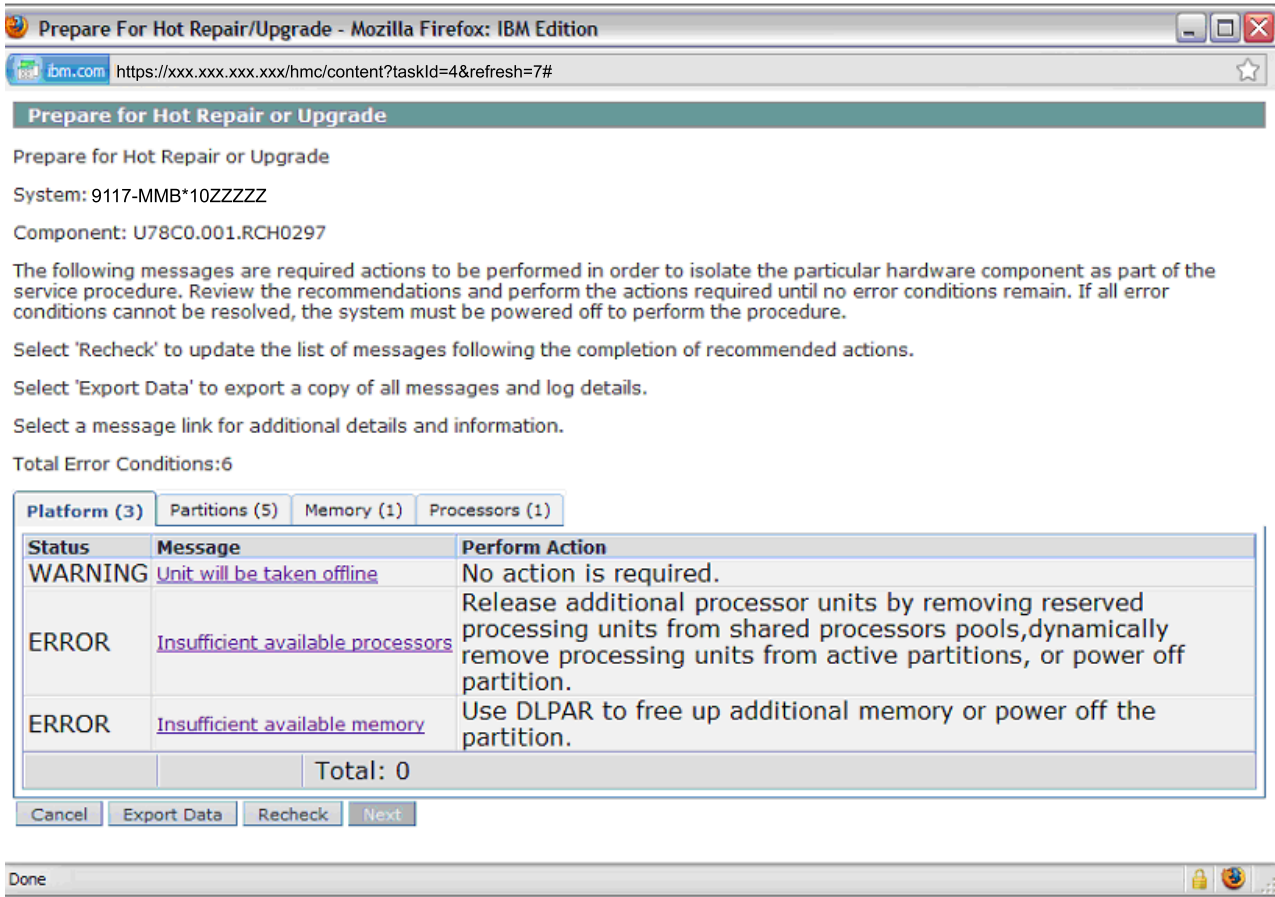 Prepare For Hot Repair/Upgrade - Mozilla Firefox: IBM Edition
ibm.com https://xxx.xxx.xxx.xxx/hmc/content?taskId=4&refresh=7#
Prepare for Hot Repair or Upgrade
Prepare for Hot Repair or Upgrade
System: 9117-MMB*10ZZZZZ
Component: U78C0.001.RCH0297
The following messages are required actions to be performed in order to isolate the particular hardware component as part of the
service procedure. Review the recommendations and perform the actions required until no error conditions remain. If all error
conditions cannot be resolved, the system must be powered off to perform the procedure.
Select 'Recheck' to update the list of messages following the completion of recommended actions.
Select 'Export Data' to export a copy of all messages and log details.
Select a message link for additional details and information.
Total Error Conditions:6
Platform (3) Partitions (5) Memory (1) Processors (1)
Status Message Perform Action
WARNING Unit will be taken offline No action is required.
ERROR Insufficient available processors Release additional processor units by removing reserved
processing units from shared processors pools,dynamically
remove processing units from active partitions, or power off
partition.
ERROR Insufficient available memory Use DLPAR to free up additional memory or power off the
partition.
Total: 0
Cancel Export Data Recheck Next
Done